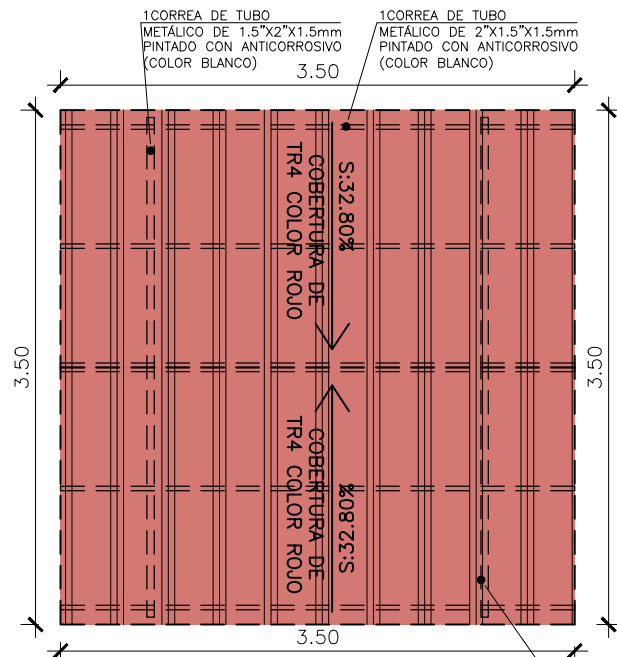 1CORREA DE TUBO
METÁLICO DE 1.5"X2"X1.5mm
PINTADO CON ANTICORROSIVO
(COLOR BLANCO)
1CORREA DE TUBO
METÁLICO DE 2"X1.5"X1.5mm
PINTADO CON ANTICORROSIVO
(COLOR BLANCO)
3.50
3.50
3.50
S:32.80%
COBERTURA DE
TR4 COLOR ROJO
S:32.80%
COBERTURA DE
TR4 COLOR ROJO
3.50